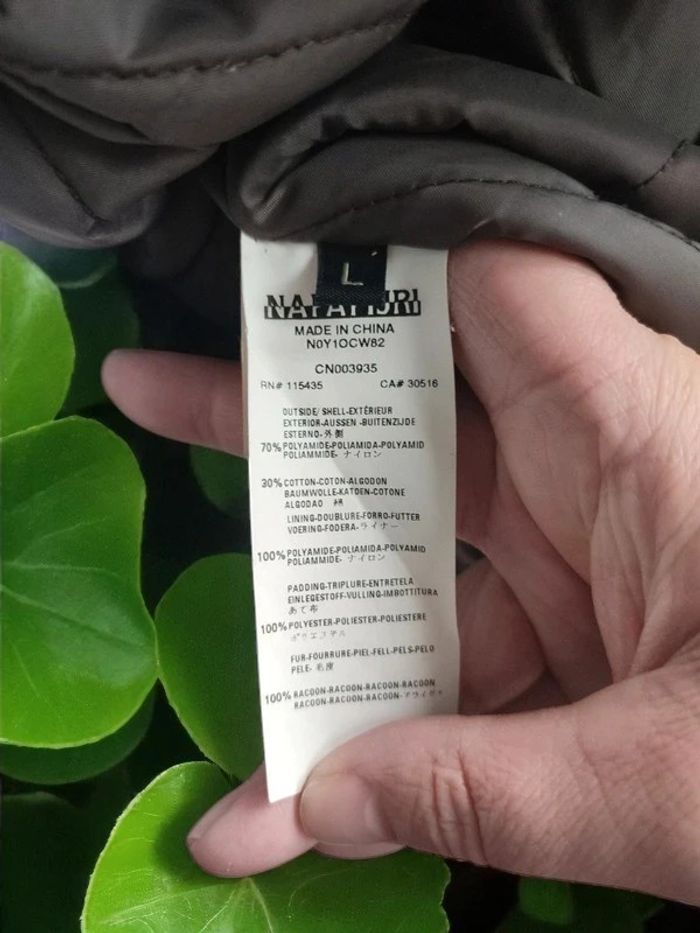 L
NAPAPIJRI
MADE IN CHINA
N0Y1OCW82
CN003935
RN# 115435 CA# 30516
OUTSIDE/ SHELL-EXTÉRIEUR
EXTERIOR-AUSSEN -BUITENZIJDE
ESTERNO- 外側
70% POLYAMIDE-POLIAMIDA-POLYAMID
POLIAMMIDE- ナイロン
30% COTTON-COTON-ALGODON
BAUMWOLLE-KATOEN-COTONE
ALGODAO 綿
LINING-DOUBLURE-FORRO-FUTTER
VOERING-FODERA- ライナー
100% POLYAMIDE-POLIAMIDA-POLYAMID
POLIAMMIDE- ナイロン
PADDING-TRIPLURE-ENTRETELA
EINLEGESTOFF-VULLING-IMBOTTITURA
あて布
100% POLYESTER-POLIESTER-POLIESTERE
ポリエステル
FUR-FOURRURE-PIEL-FELL-PELS-PELO
PELE- 毛皮
100% RACOON-RACOON-RACOON-RACOON
RACOON-RACOON-RACOON-